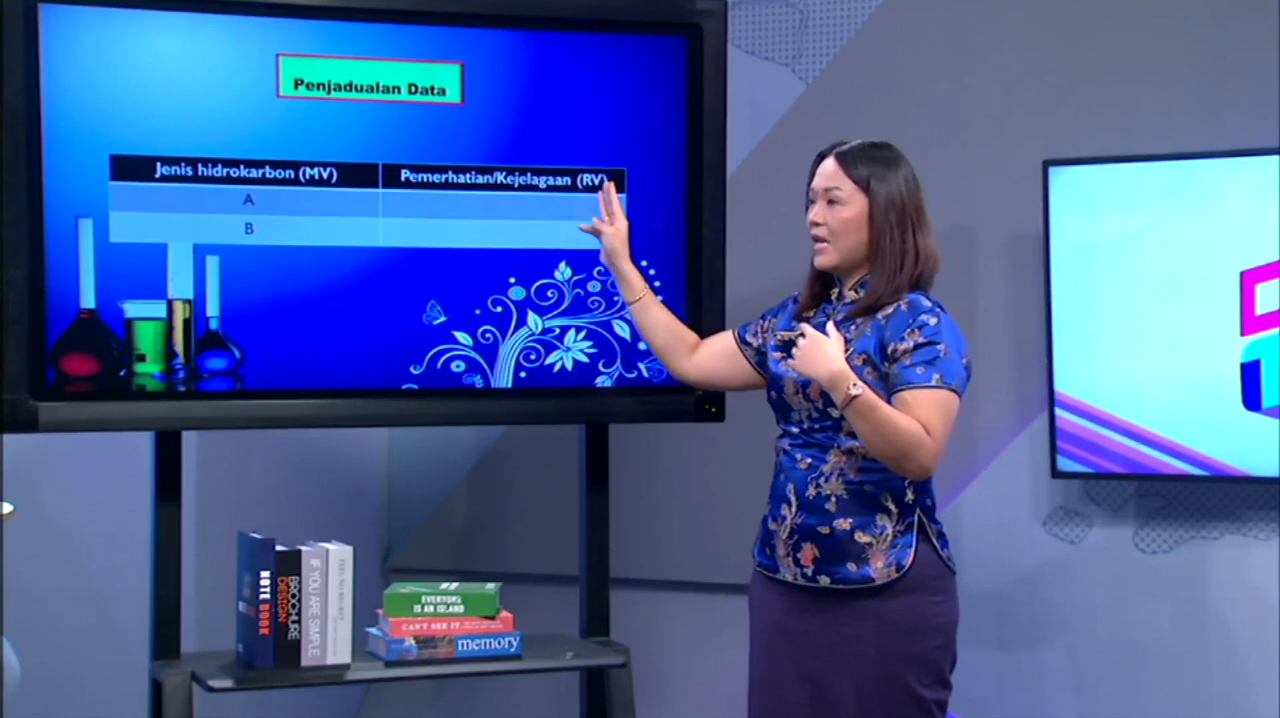 Penjadualan Data
Jenis hidrokarbon (MV)
Pemerhatian/Kejelagaan (RV)
A
B
NOTE BOOK
BROCHURE DESIGN
IF YOU ARE SIMPLE
EVERYONE
IS AN ISLAND
CAN'T SEE IT
memory